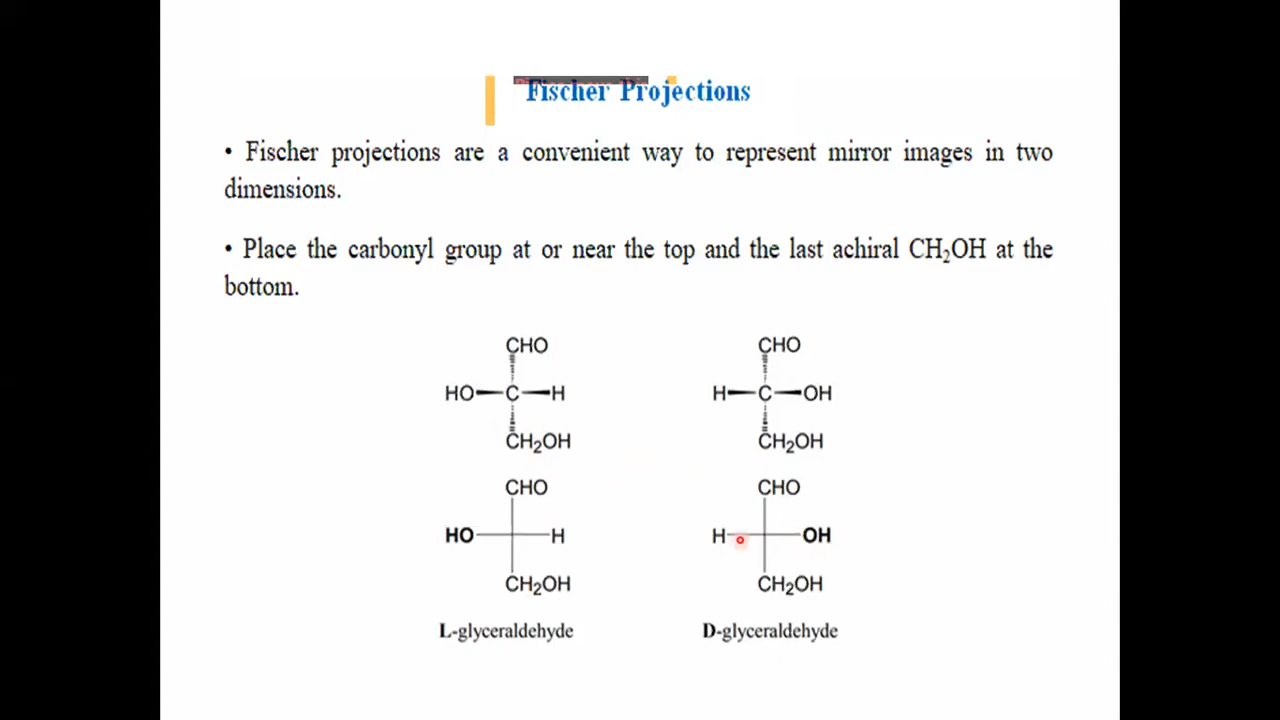 Fischer Projections
• Fischer projections are a convenient way to represent mirror images in two
dimensions.
• Place the carbonyl group at or near the top and the last achiral CH₂OH at the
bottom.
CHO CHO
HO C H H C OH
CH₂OH CH₂OH
CHO CHO
HO H H OH
CH₂OH CH₂OH
L-glyceraldehyde D-glyceraldehyde